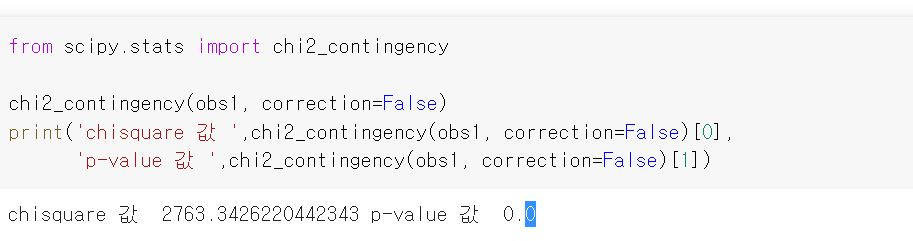 from scipy.stats import chi2_contingency
chi2_contingency(obs1, correction=False)
print('chisquare 값 ',chi2_contingency(obs1, correction=False)[0],
'p-value 값 ',chi2_contingency(obs1, correction=False)[1])
chisquare 값  2763.3426220442343 p-value 값  0.0